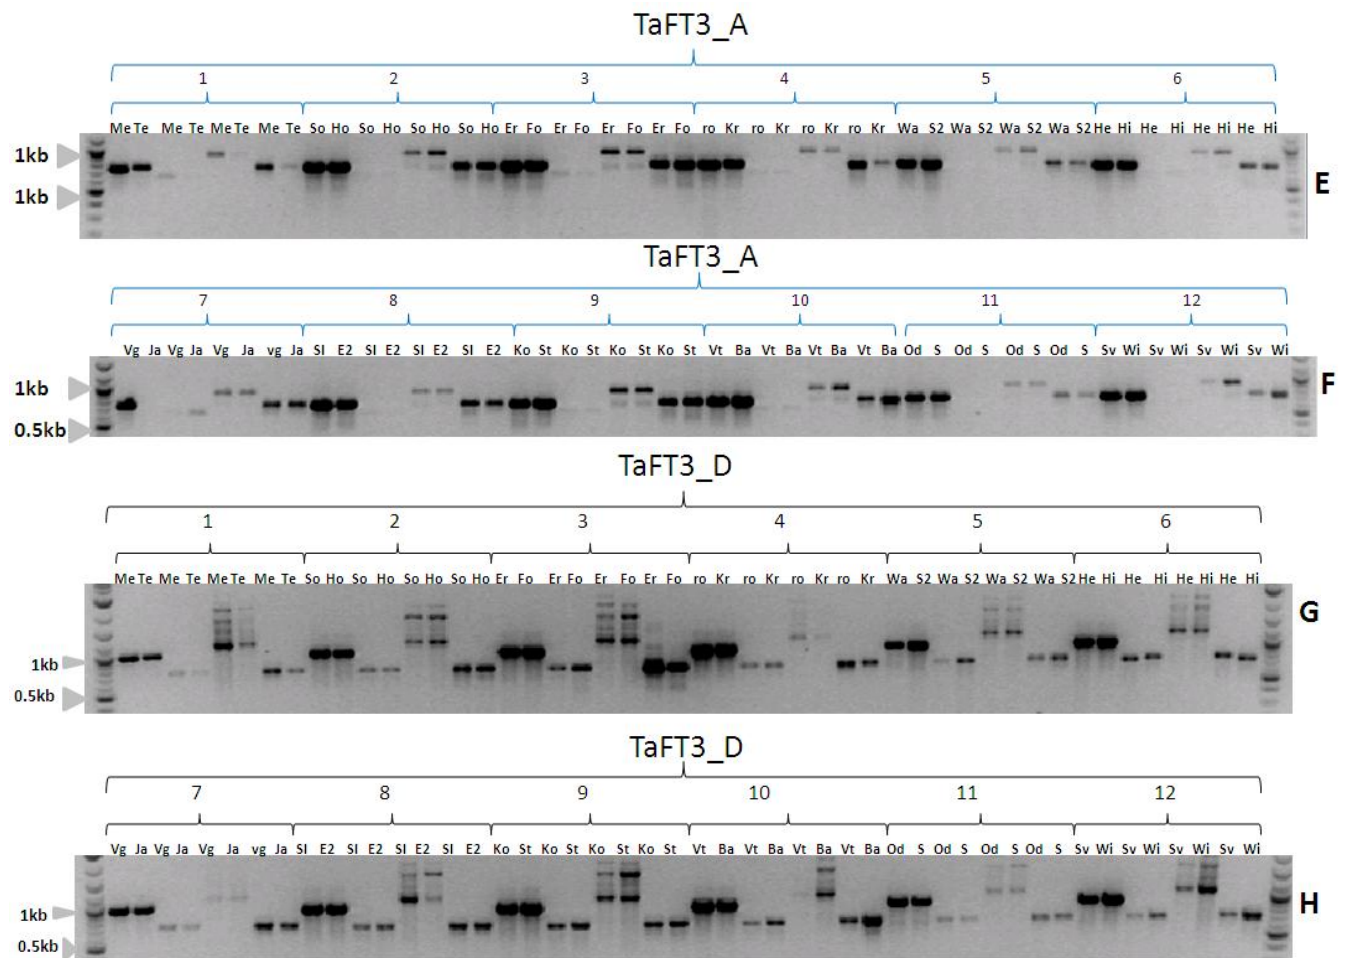 TaFT3_A
1 2 3 4 5 6
Me Te Me Te Me Te Me Te So Ho So Ho So Ho So Ho Er Fo Er Fo Er Fo Er Fo ro Kr ro Kr ro Kr ro Kr Wa S2 Wa S2 Wa S2 Wa S2 He Hi He Hi He Hi He Hi
1kb
1kb
E
TaFT3_A
7 8 9 10 11 12
Vg Ja Vg Ja Vg Ja vg Ja SI E2 SI E2 SI E2 SI E2 Ko St Ko St Ko St Ko St Vt Ba Vt Ba Vt Ba Vt Ba Od S Od S Od S Od S Sv Wi Sv Wi Sv Wi Sv Wi
1kb
0.5kb
F
TaFT3_D
1 2 3 4 5 6
Me Te Me Te Me Te Me Te So Ho So Ho So Ho So Ho Er Fo Er Fo Er Fo Er Fo ro Kr ro Kr ro Kr ro Kr Wa S2 Wa S2 Wa S2 Wa S2 He Hi He Hi He Hi He Hi
1kb
0.5kb
G
TaFT3_D
7 8 9 10 11 12
Vg Ja Vg Ja Vg Ja vg Ja SI E2 SI E2 SI E2 SI E2 Ko St Ko St Ko St Ko St Vt Ba Vt Ba Vt Ba Vt Ba Od S Od S Od S Od S Sv Wi Sv Wi Sv Wi Sv Wi
1kb
0.5kb
H